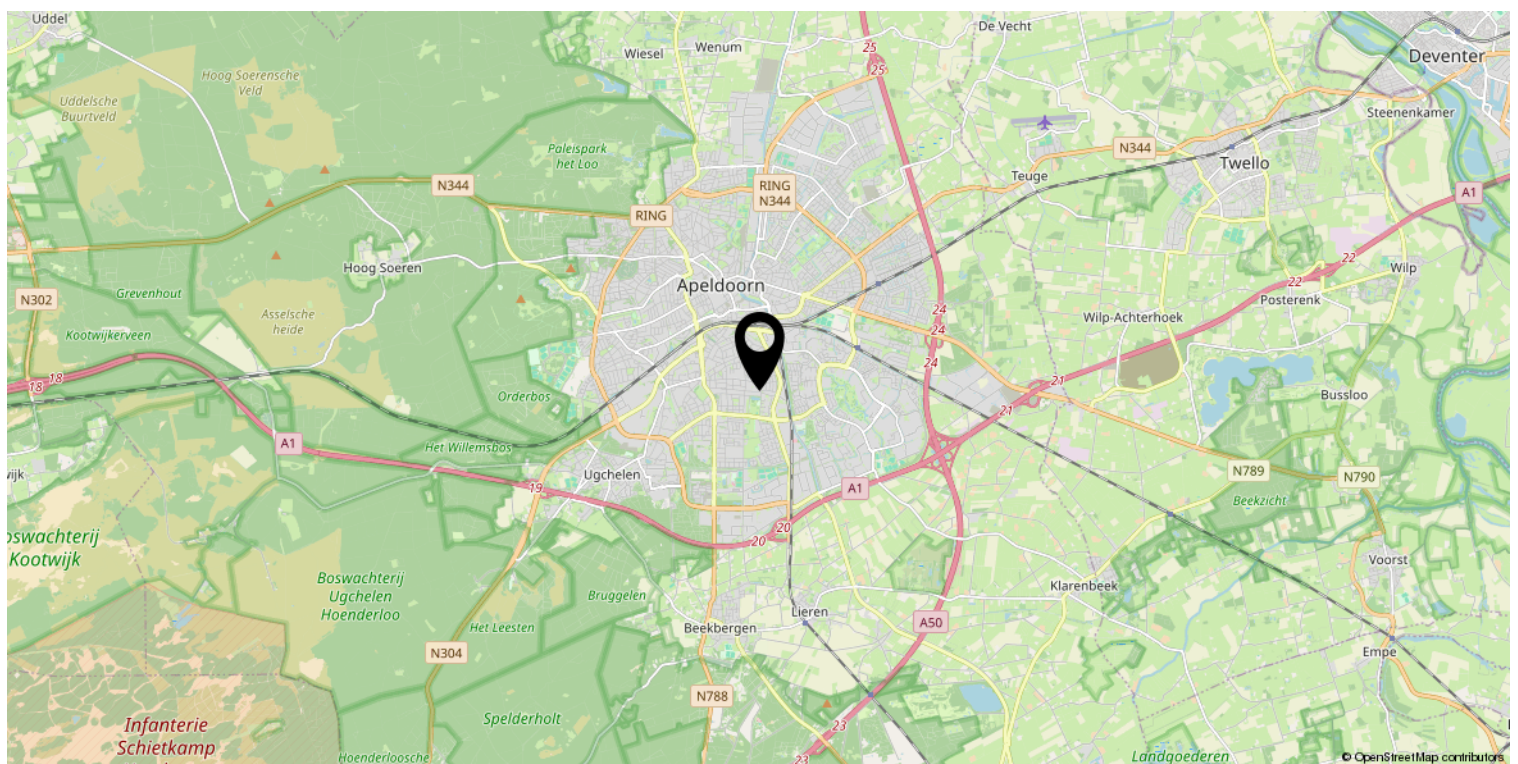 Uddel
De Vecht
25
Wiesel
Wenum
Deventer
25
Hoog Soerensche
Veld
Uddelsche
Buurtveld
Steenenkamer
Paleispark
het Loo
N344
Twello
Teuge
N344
RING
N344
A1
RING
Apeldoorn
Hoog Soeren
22
Wilp
22
Posterenk
N302
Grevenhout
24
Asselsche
heide
Wilp-Achterhoek
24
Kootwijkerveen
24
18
18
21
Bussloo
Orderbos
21
A1
Het Willemsbos
Ugchelen
N789
N790
19
A1
Beekzicht
20
20
oswachterij
Kootwijk
Voorst
Boswachterij
Ugchelen
Hoenderloo
Klarenbeek
Bruggelen
Lieren
Het Leesten
Beekbergen
A50
N304
Empe
N788
Spelderholt
Infanterie
Schietkamp
23
23
Hoenderloosche
Landgoederen
© OpenStreetMap contributors